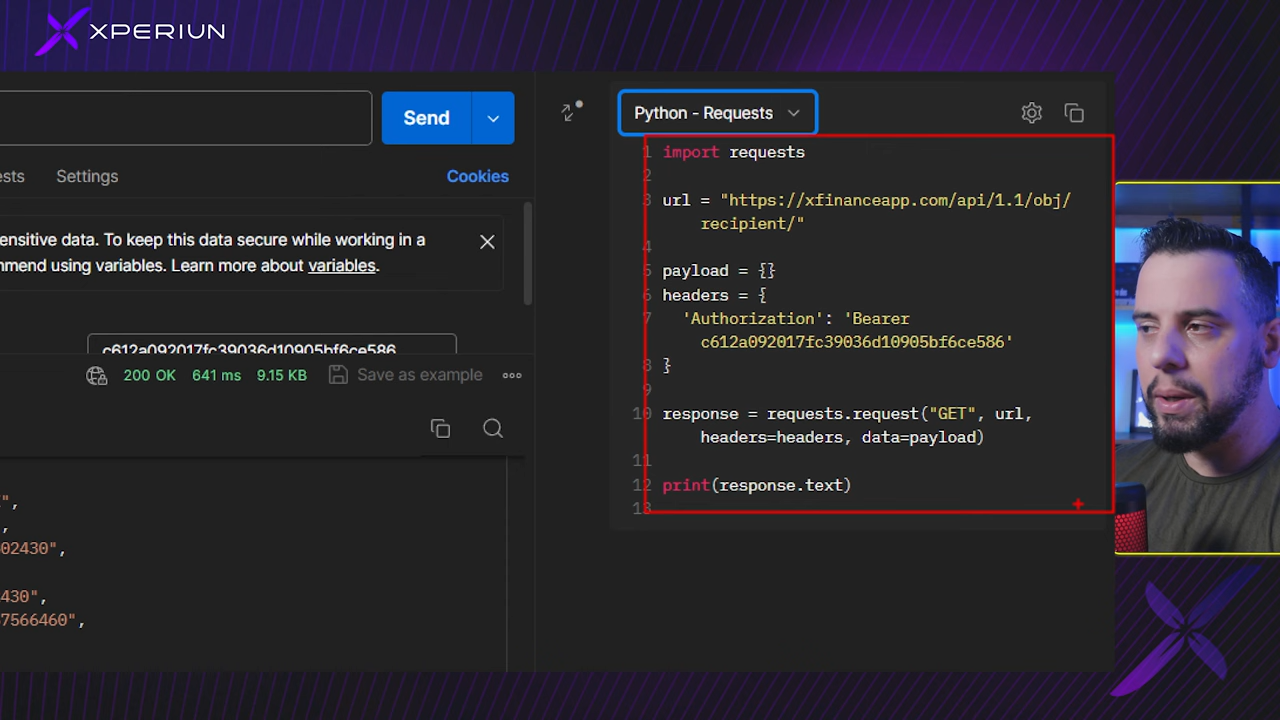 XPERIUN
Send
Python - Requests
ests Settings Cookies
ensitive data. To keep this data secure while working in a
mmend using variables. Learn more about variables.
c612a092017fc39036d10905bf6ce586
200 OK 641 ms 9.15 KB Save as example
",
,
02430",
430",
7566460",
1 import requests
2
3 url = "https://xfinanceapp.com/api/1.1/obj/
recipient/"
4
5 payload = {}
6 headers = {
7 'Authorization': 'Bearer
c612a092017fc39036d10905bf6ce586'
8 }
9
10 response = requests.request("GET", url,
headers=headers, data=payload)
11
12 print(response.text)
13